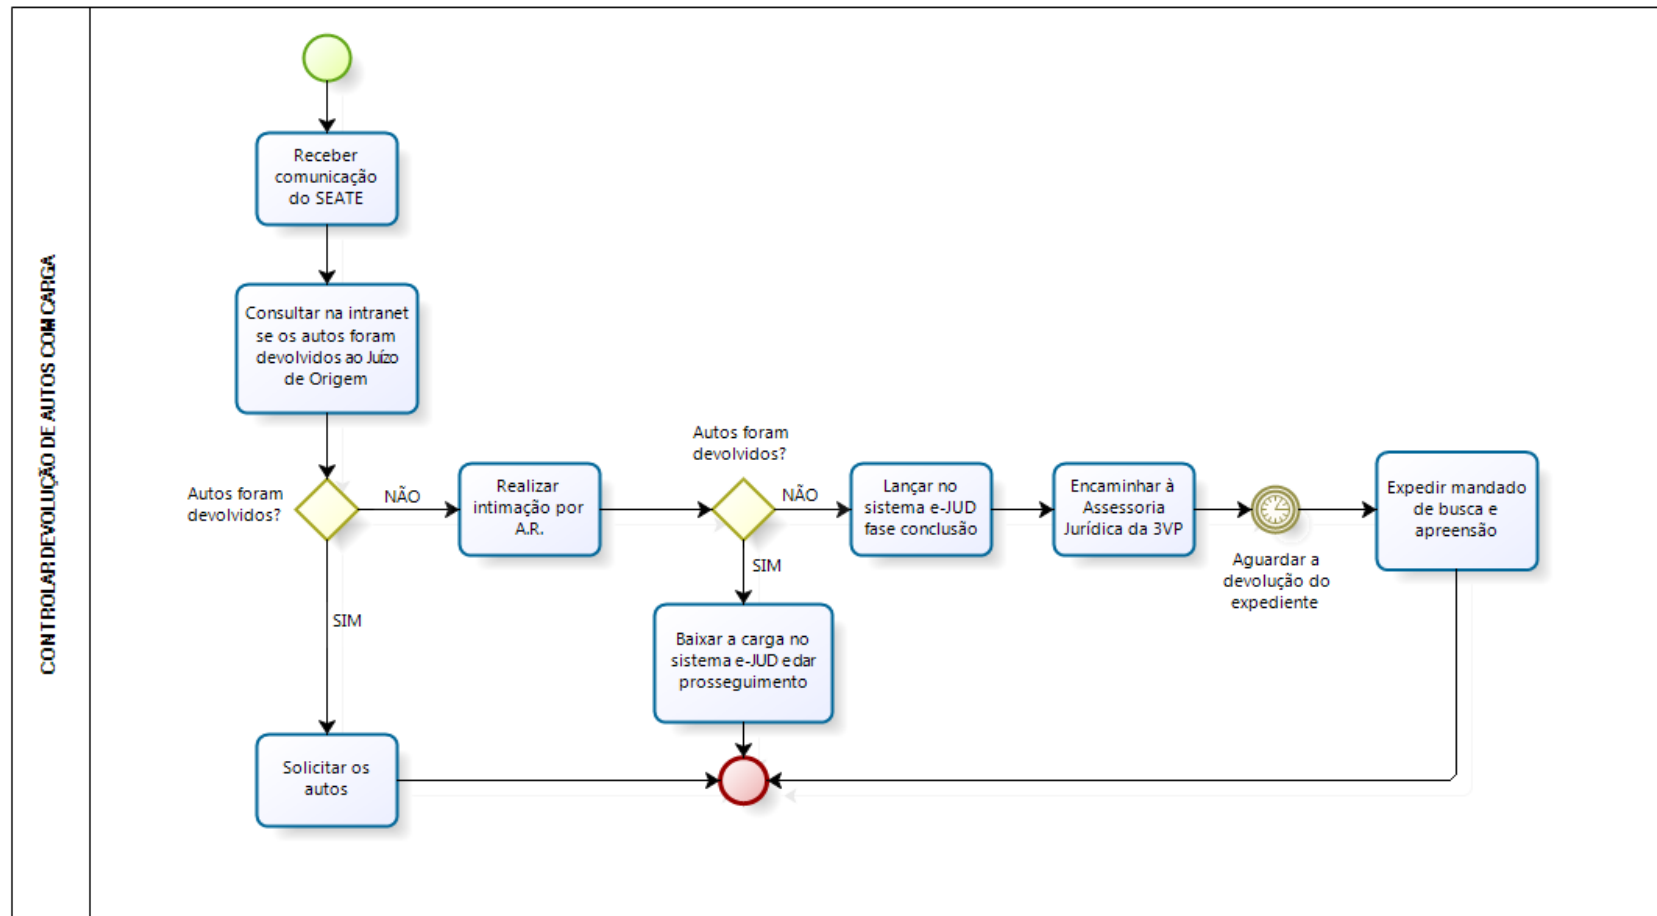 CONTROLAR DEVOLUÇÃO DE AUTOS COM CARGA
Receber
comunicação
do SEATE
Consultar na intranet
se os autos foram
devolvidos ao Juízo
de Origem
Autos foram
devolvidos?
NÃO
SIM
Realizar
intimação por
A.R.
Autos foram
devolvidos?
NÃO
SIM
Lançar no
sistema e-JUD
fase conclusão
Encaminhar à
Assessoria
Jurídica da 3VP
Aguardar a
devolução do
expediente
Expedir mandado
de busca e
apreensão
Baixar a carga no
sistema e-JUD e dar
prosseguimento
Solicitar os
autos